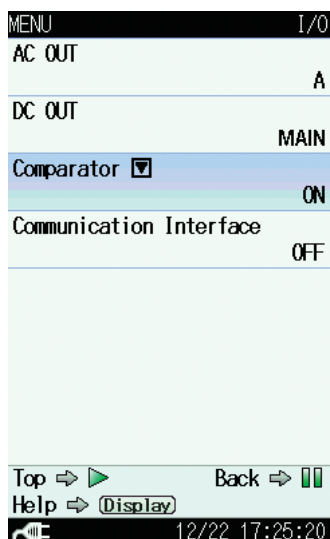 MENU I/O
AC OUT
A
DC OUT
MAIN
Comparator
ON
Communication Interface
OFF
Top ⇨ Back ⇨
Help ⇨ Display
12/22 17:25:20